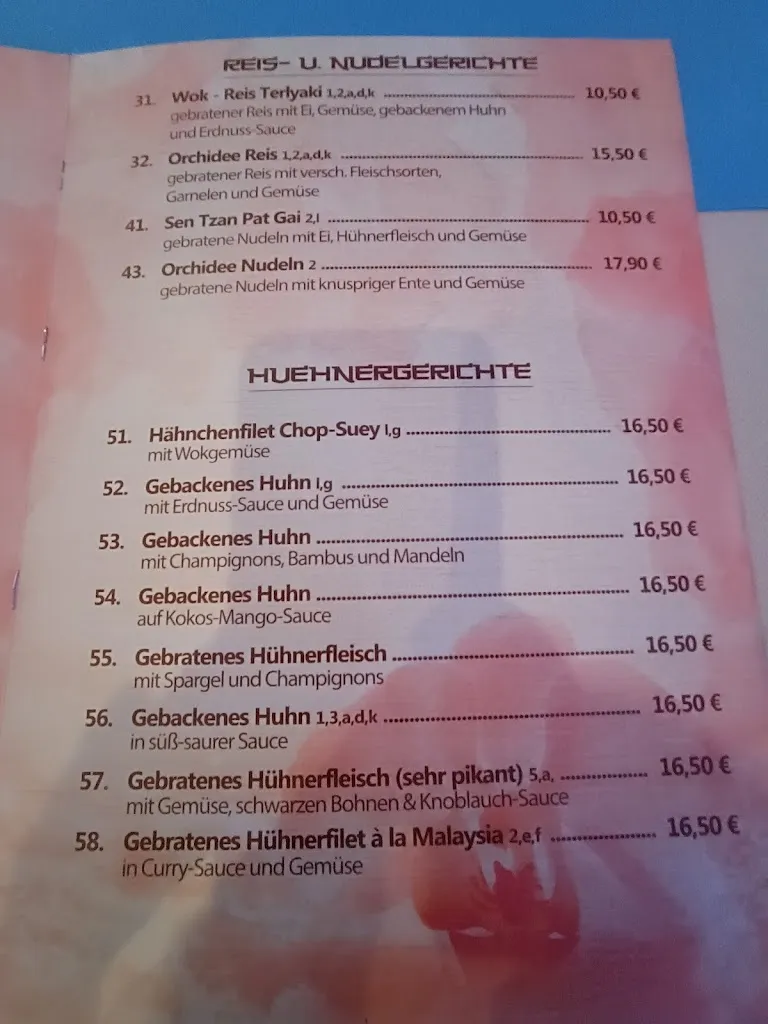 REIS- U. NUDELGERICHTE
31. Wok - Reis Terlyaki 1,2,a,d,k ........ 10,50 €
gebratener Reis mit Ei, Gemüse, gebackenem Huhn
und Erdnuss-Sauce
32. Orchidee Reis 1,2,a,d,k ........ 15,50 €
gebratener Reis mit versch. Fleischsorten,
Garnelen und Gemüse
41. Sen Tzan Pat Gai 2,l ........ 10,50 €
gebratene Nudeln mit Ei, Hühnerfleisch und Gemüse
43. Orchidee Nudeln 2 ........ 17,90 €
gebratene Nudeln mit knuspriger Ente und Gemüse
HUEHNERGERICHTE
51. Hähnchenfilet Chop-Suey l,g ........ 16,50 €
mit Wokgemüse
52. Gebackenes Huhn l,g ........ 16,50 €
mit Erdnuss-Sauce und Gemüse
53. Gebackenes Huhn ........ 16,50 €
mit Champignons, Bambus und Mandeln
54. Gebackenes Huhn ........ 16,50 €
auf Kokos-Mango-Sauce
55. Gebratenes Hühnerfleisch ........ 16,50 €
mit Spargel und Champignons
56. Gebackenes Huhn 1,3,a,d,k ........ 16,50 €
in süß-saurer Sauce
57. Gebratenes Hühnerfleisch (sehr pikant) 5,a, ........ 16,50 €
mit Gemüse, schwarzen Bohnen & Knoblauch-Sauce
58. Gebratenes Hühnerfilet à la Malaysia 2,e,f ........ 16,50 €
in Curry-Sauce und Gemüse